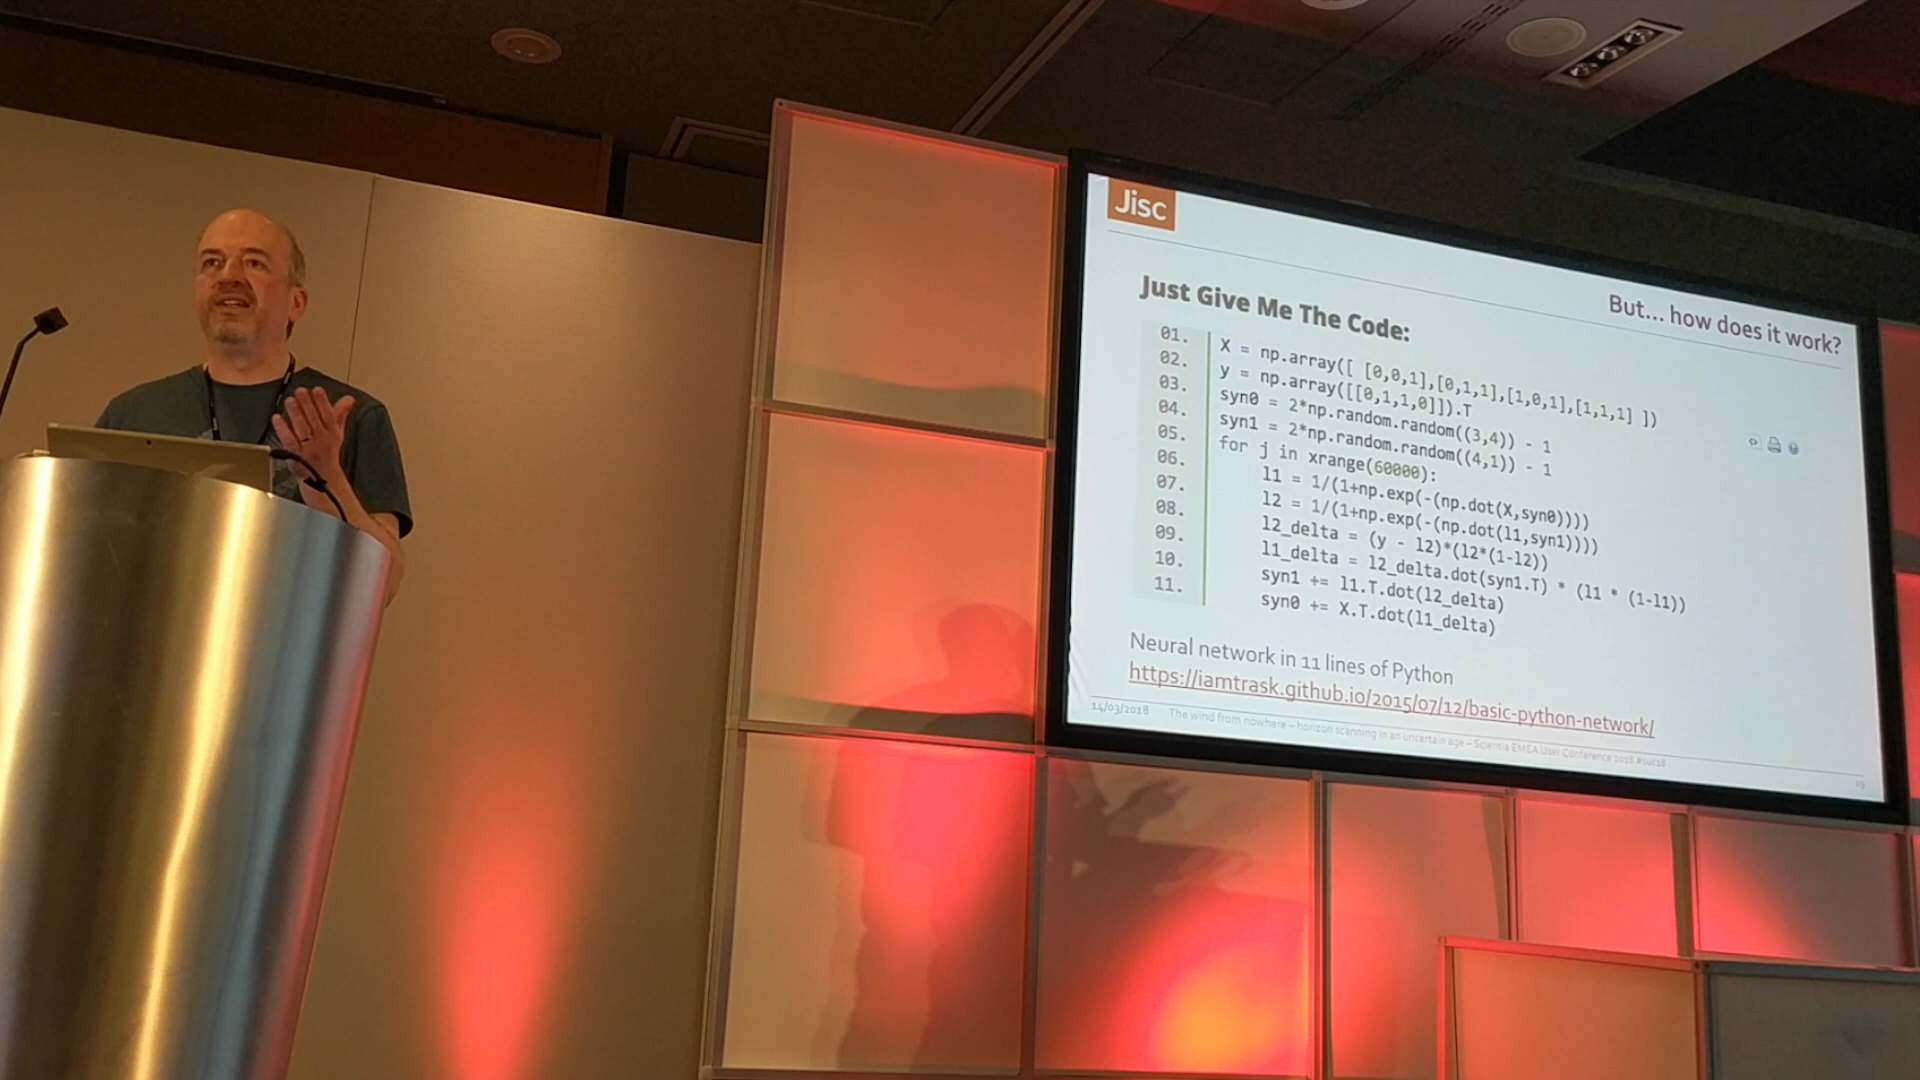 Jisc
But... how does it work?
Just Give Me The Code:
01. X = np.array([ [0,0,1],[0,1,1],[1,0,1],[1,1,1] ])
02. y = np.array([[0,1,1,0]]).T
03. syn0 = 2*np.random.random((3,4)) - 1
04. syn1 = 2*np.random.random((4,1)) - 1
05. for j in xrange(60000):
06. l1 = 1/(1+np.exp(-(np.dot(X,syn0))))
07. l2 = 1/(1+np.exp(-(np.dot(l1,syn1))))
08. l2_delta = (y - l2)*(l2*(1-l2))
09. l1_delta = l2_delta.dot(syn1.T) * (l1 * (1-l1))
10. syn1 += l1.T.dot(l2_delta)
11. syn0 += X.T.dot(l1_delta)
Neural network in 11 lines of Python
https://iamtrask.github.io/2015/07/12/basic-python-network/
14/03/2018 The wind from nowhere – horizon scanning in an uncertain age – Scientia EMEA User Conference 2018 #suc18
19